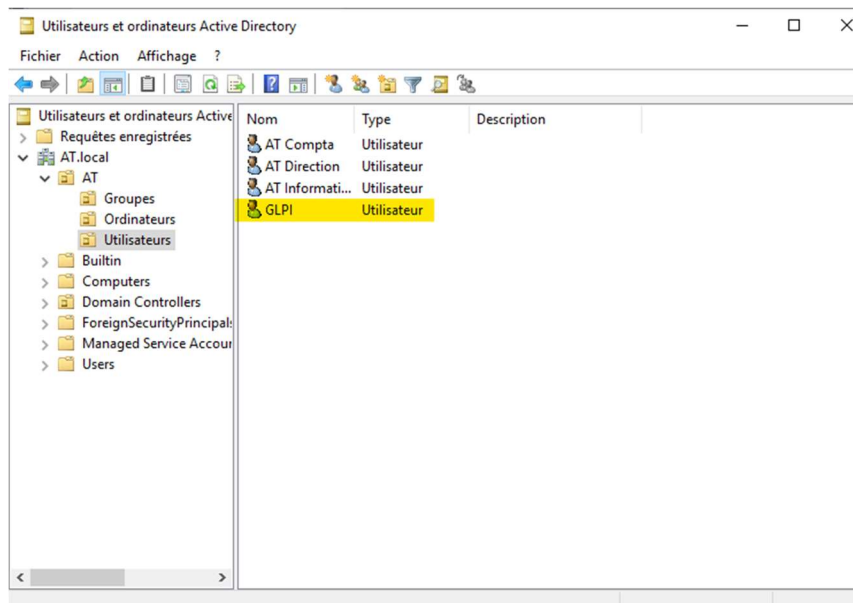 Utilisateurs et ordinateurs Active Directory
Fichier Action Affichage ?
Utilisateurs et ordinateurs Active
Requêtes enregistrées
AT.local
AT
Groupes
Ordinateurs
Utilisateurs
Builtin
Computers
Domain Controllers
ForeignSecurityPrincipals
Managed Service Accour
Users
Nom Type Description
AT Compta Utilisateur
AT Direction Utilisateur
AT Informati... Utilisateur
GLPI Utilisateur